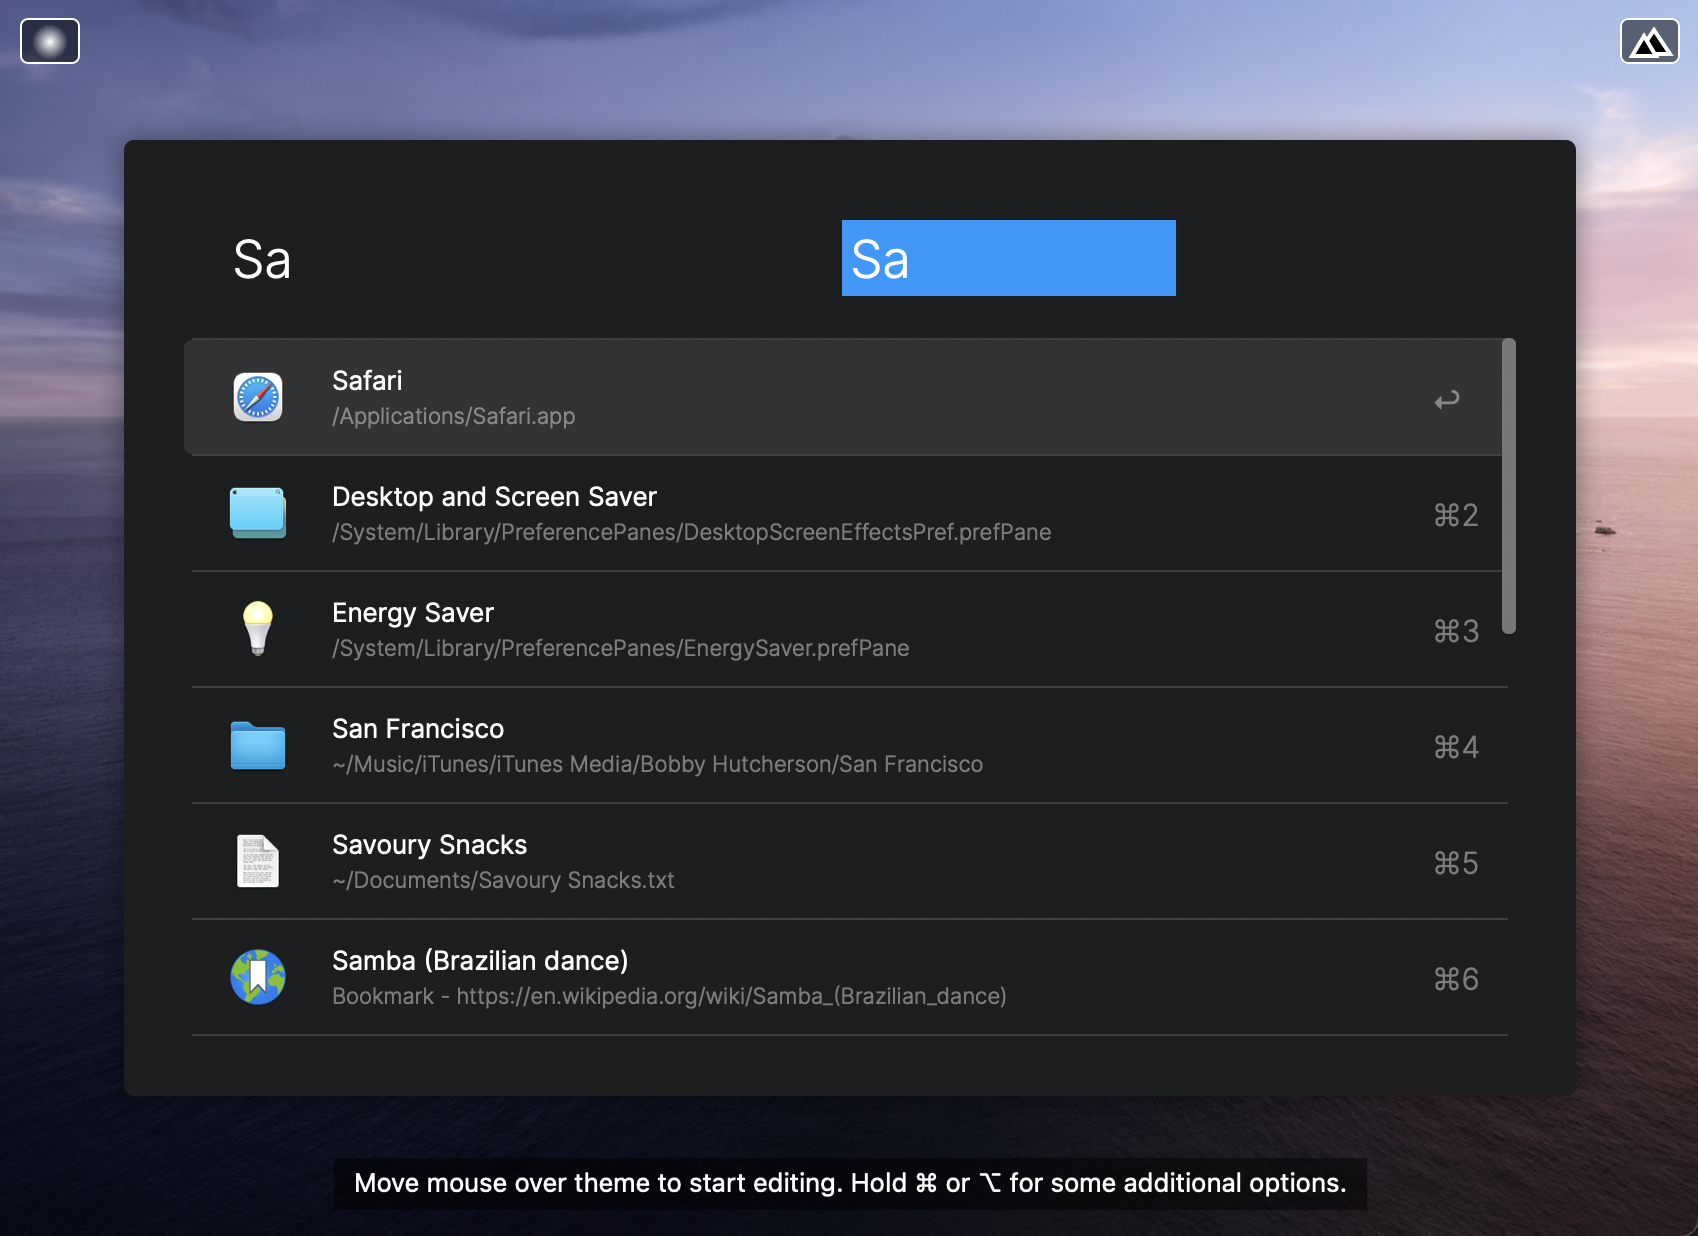 Sa
Sa
Safari
/Applications/Safari.app
↩
Desktop and Screen Saver
/System/Library/PreferencePanes/DesktopScreenEffectsPref.prefPane
⌘2
Energy Saver
/System/Library/PreferencePanes/EnergySaver.prefPane
⌘3
San Francisco
~/Music/iTunes/iTunes Media/Bobby Hutcherson/San Francisco
⌘4
Savoury Snacks
~/Documents/Savoury Snacks.txt
⌘5
Samba (Brazilian dance)
Bookmark - https://en.wikipedia.org/wiki/Samba_(Brazilian_dance)
⌘6
Move mouse over theme to start editing. Hold ⌘ or ⌥ for some additional options.